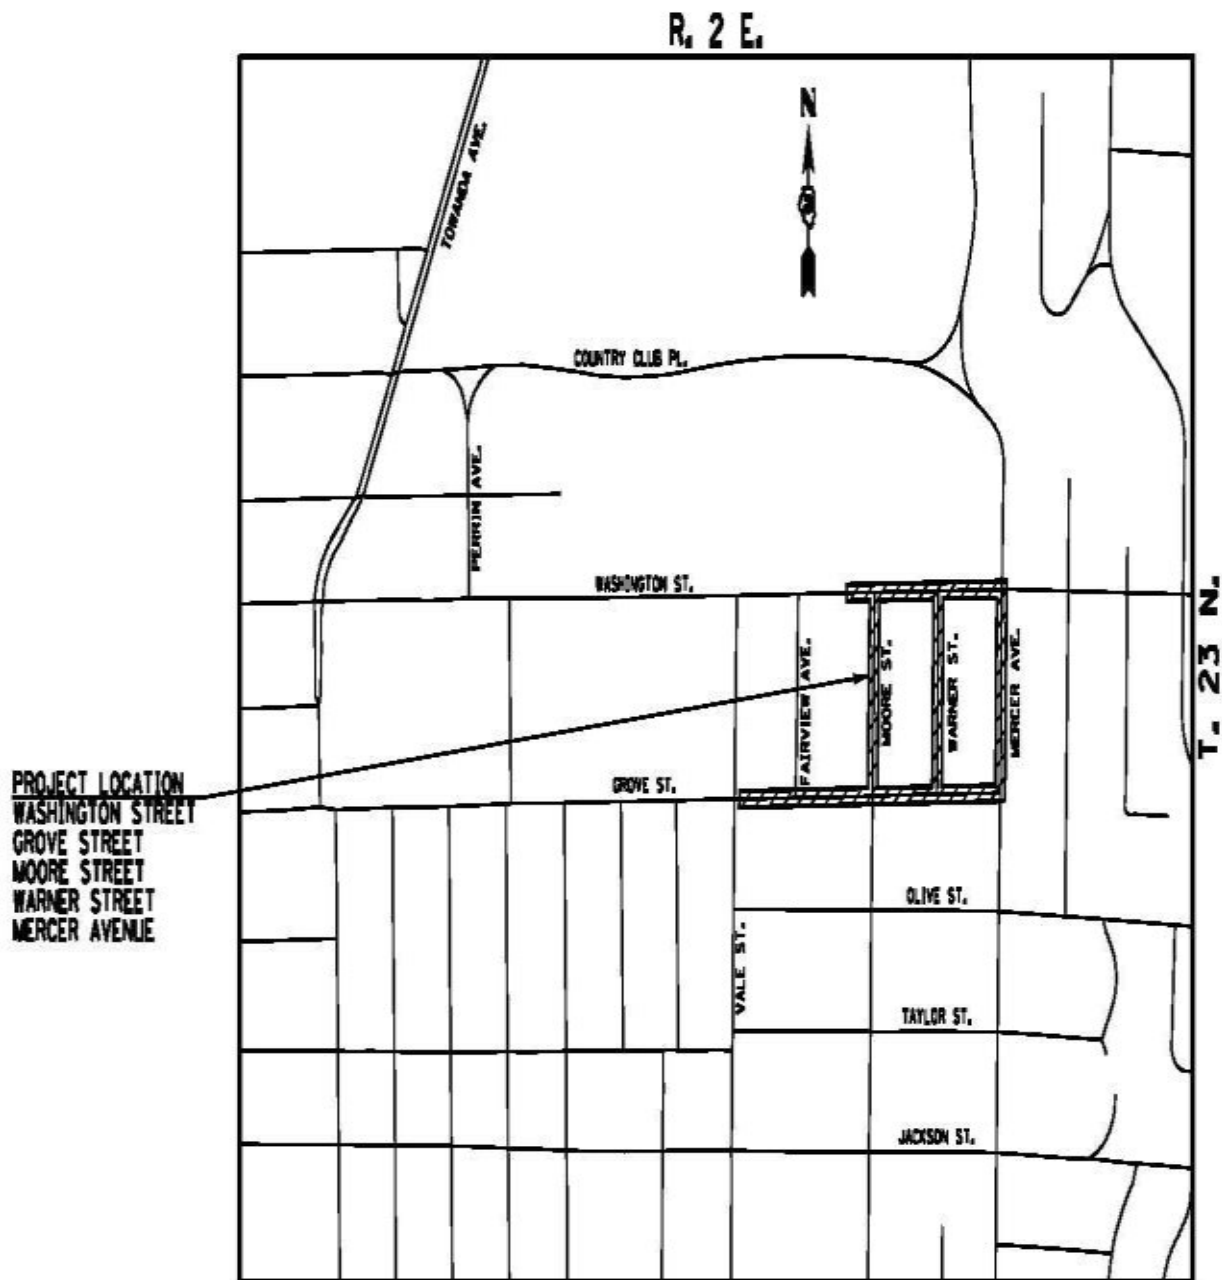 R. 2 E.
N
TOWANDA AVE.
COUNTRY CLUB PL.
PERRIN AVE.
WASHINGTON ST.
T. 23 N.
FAIRVIEW AVE.
MOORE ST.
WARNER ST.
MERCER AVE.
GROVE ST.
PROJECT LOCATION
WASHINGTON STREET
GROVE STREET
MOORE STREET
WARNER STREET
MERCER AVENUE
OLIVE ST.
VALE ST.
TAYLOR ST.
JACKSON ST.